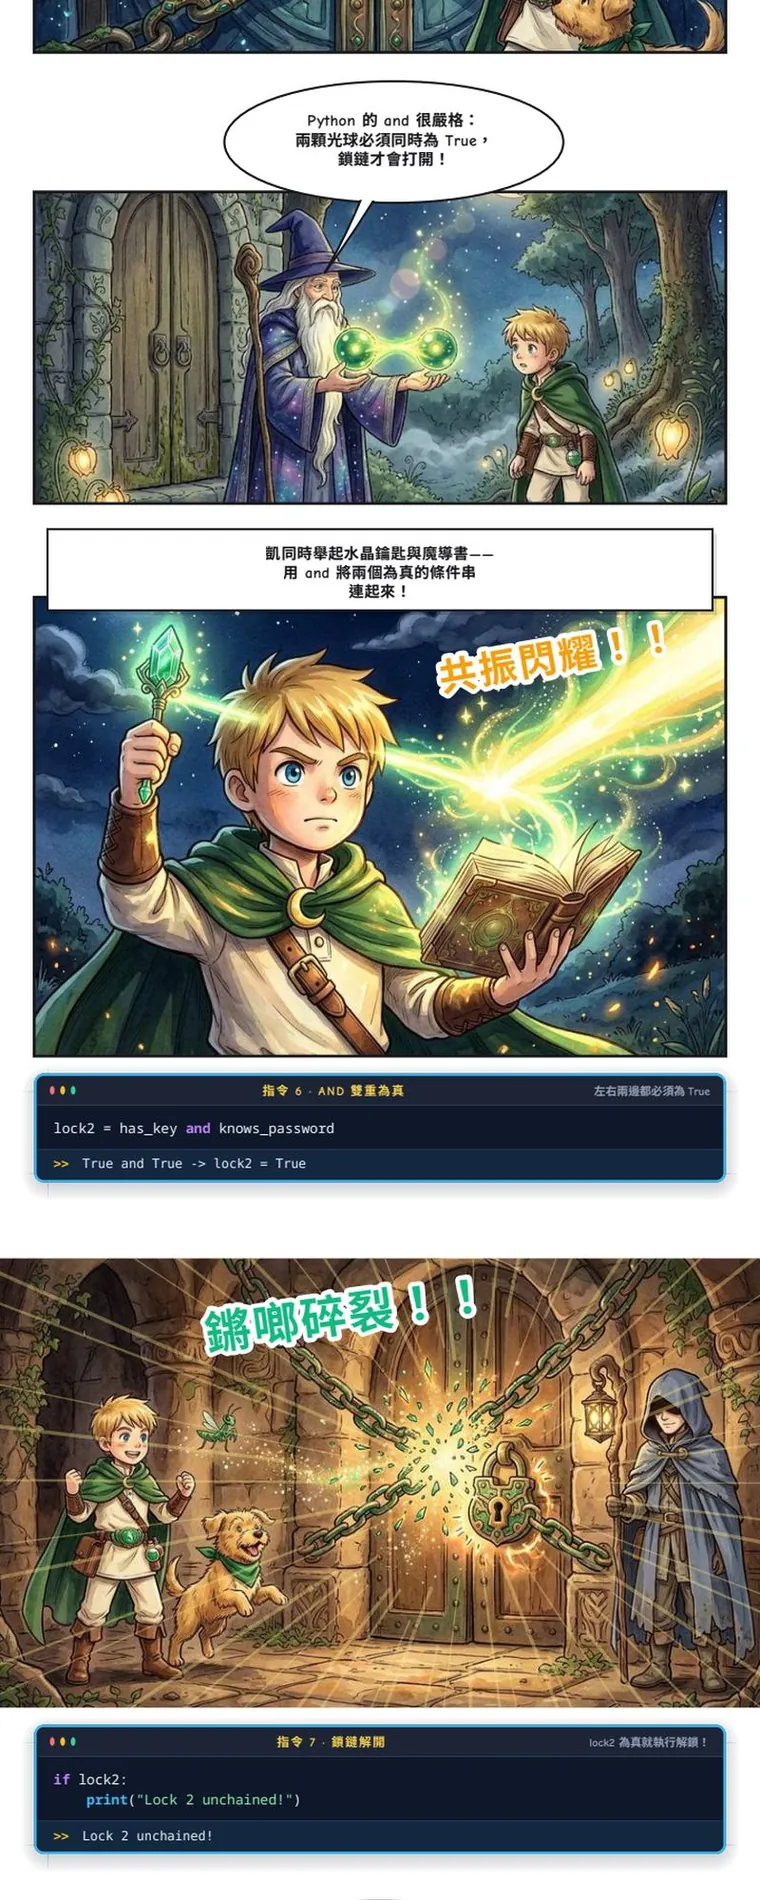 Python 的 and 很嚴格：
兩顆光球必須同時為 True，
鎖鏈才會打開！
凱同時舉起水晶鑰匙與魔導書——
用 and 將兩個為真的條件串
連起來！
共振閃耀！！
指令 6 · AND 雙重為真
左右兩邊都必須為 True
lock2 = has_key and knows_password
>> True and True -> lock2 = True
鏘啷碎裂！！
指令 7 · 鎖鏈解開
lock2 為真就執行解鎖！
if lock2:
    print("Lock 2 unchained!")
>> Lock 2 unchained!